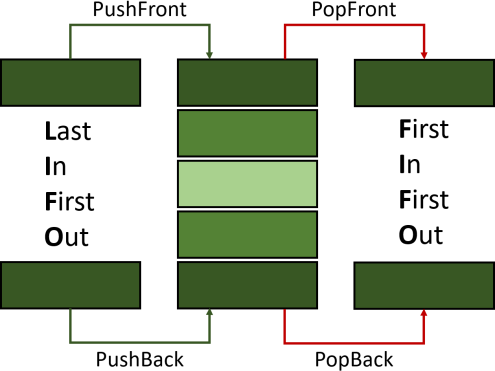 PushFront
PopFront
Last
In
First
Out
First
In
First
Out
PushBack
PopBack